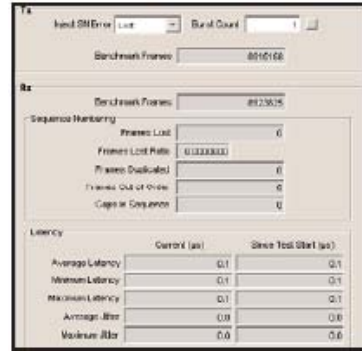 Tx
Inject SN Error Lost Burst Count 1
Benchmark Frames
Rx
Benchmark Frames
Sequence Numbering
Frames Lost 0
Frames Lost Ratio
Frames Duplicated 0
Frames Out of Order 0
Gaps in Sequence 0
Latency
Current (µs) Since Test Start (µs)
Average Latency 0.1 0.1
Minimum Latency 0.1 0.1
Maximum Latency 0.1 0.1
Average Jitter 0.0 0.0
Maximum Jitter 0.0 0.0